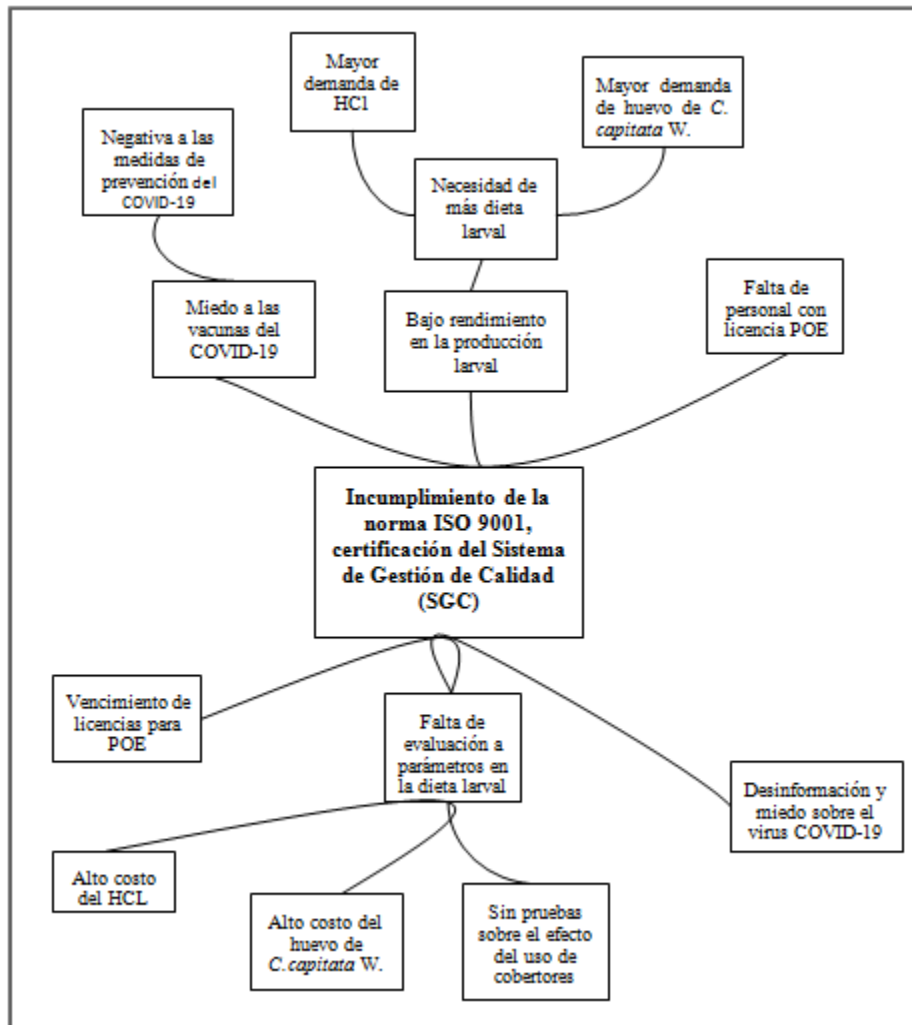 Mayor
demanda de
HCl
Mayor demanda
de huevo de C.
capitata W.
Negativa a las
medidas de
prevención del
COVID-19
Necesidad de
más dieta
larval
Miedo a las
vacunas del
COVID-19
Bajo rendimiento
en la producción
larval
Falta de
personal con
licencia POE
Incumplimiento de la
norma ISO 9001,
certificación del Sistema
de Gestión de Calidad
(SGC)
Vencimiento de
licencias para
POE
Falta de
evaluación a
parámetros en
la dieta larval
Desinformación y
miedo sobre el
virus COVID-19
Alto costo
del HCL
Alto costo del
huevo de
C.capitata W.
Sin pruebas
sobre el efecto
del uso de
cobertores